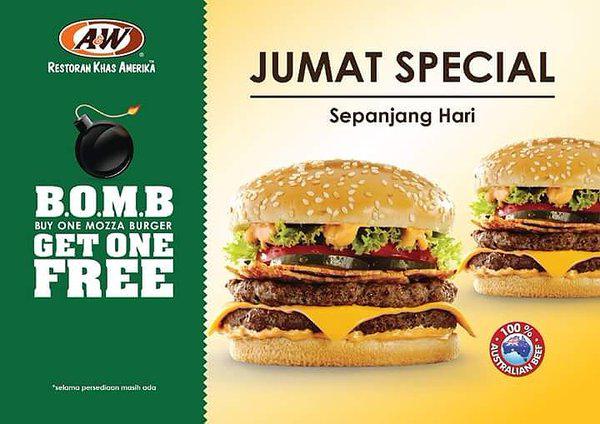 A&W
RESTORAN KHAS AMERIKA™
B.O.M.B
BUY ONE MOZZA BURGER
GET ONE
FREE
*selama persediaan masih ada
JUMAT SPECIAL
Sepanjang Hari
100%
AUSTRALIAN BEEF